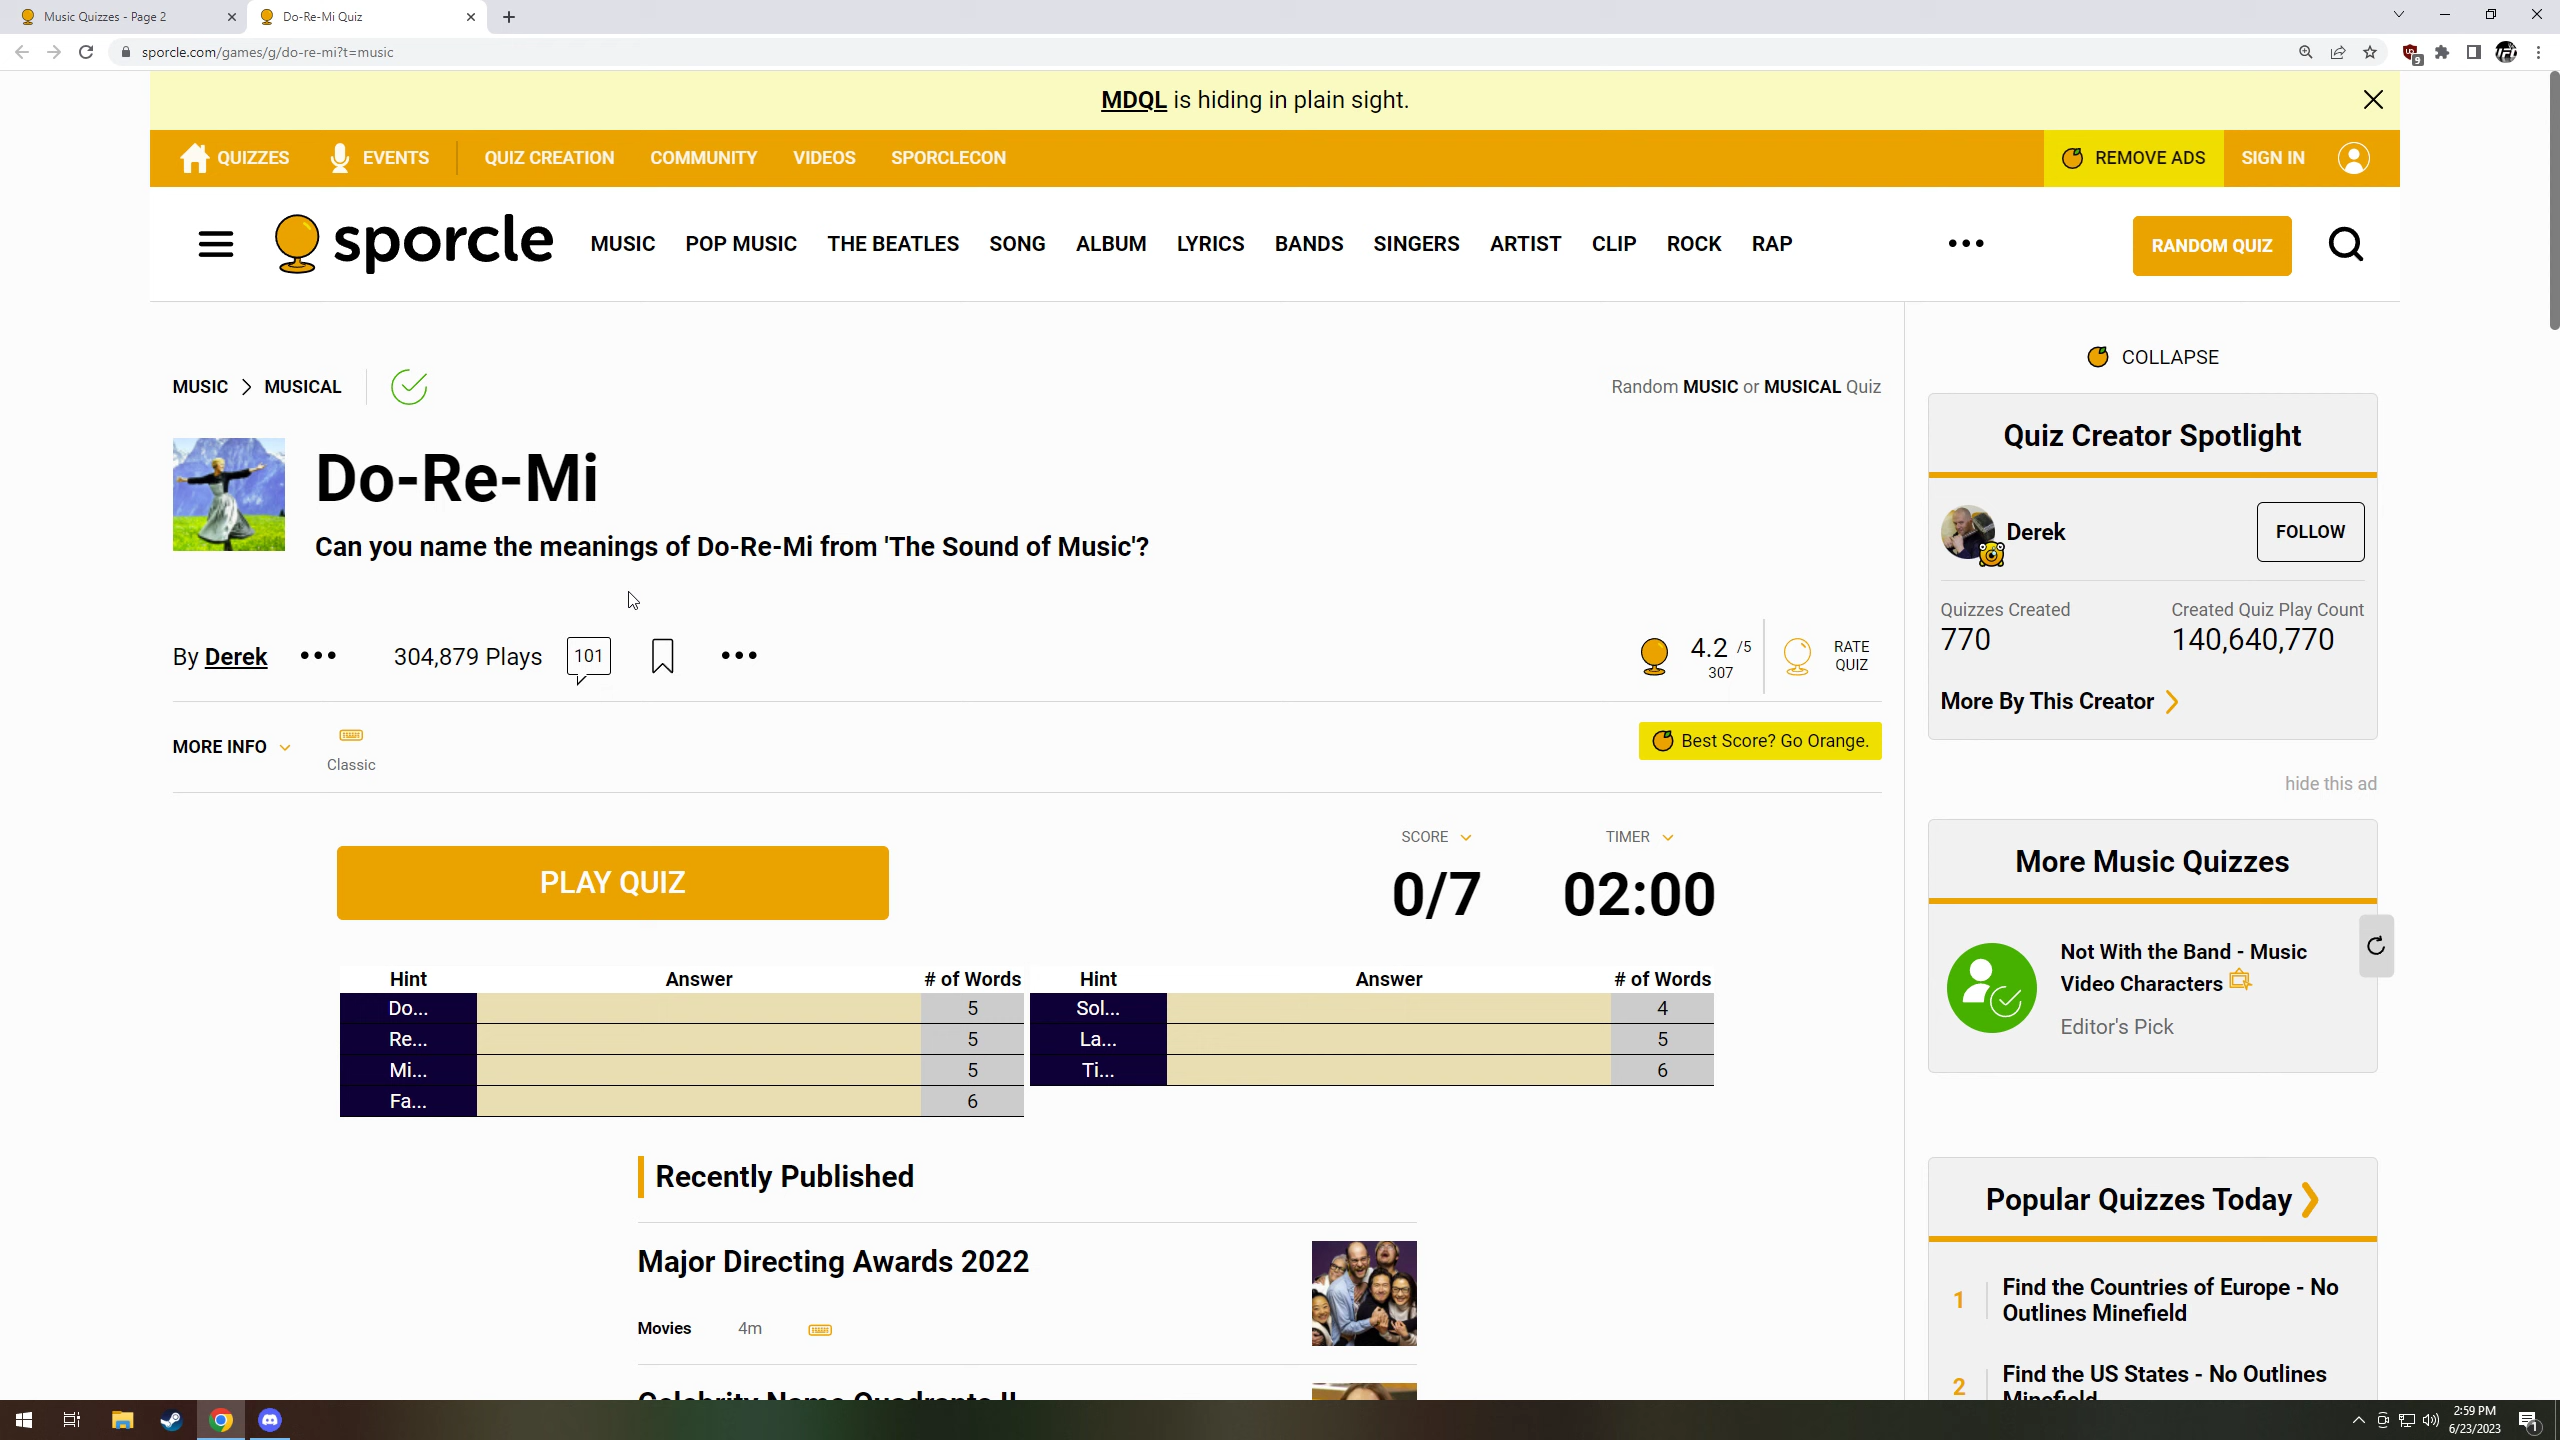 Music Quizzes - Page 2
Do-Re-Mi Quiz
sporcle.com/games/g/do-re-mi?t=music
9
MDQL is hiding in plain sight.
QUIZZES EVENTS QUIZ CREATION COMMUNITY VIDEOS SPORCLECON REMOVE ADS SIGN IN
sporcle MUSIC POP MUSIC THE BEATLES SONG ALBUM LYRICS BANDS SINGERS ARTIST CLIP ROCK RAP ••• RANDOM QUIZ
COLLAPSE
MUSIC > MUSICAL
Random MUSIC or MUSICAL Quiz
Do-Re-Mi
Can you name the meanings of Do-Re-Mi from 'The Sound of Music'?
By Derek ••• 304,879 Plays 101 •••
4.2 /5
307
RATE
QUIZ
MORE INFO
Classic
Best Score? Go Orange.
PLAY QUIZ
SCORE
0/7
TIMER
02:00
Hint Answer # of Words Hint Answer # of Words
Do... 5 Sol... 4
Re... 5 La... 5
Mi... 5 Ti... 6
Fa... 6
Recently Published
Major Directing Awards 2022
Movies 4m
Quiz Creator Spotlight
Derek FOLLOW
Quizzes Created Created Quiz Play Count
770 140,640,770
More By This Creator
hide this ad
More Music Quizzes
Not With the Band - Music
Video Characters
Editor's Pick
Popular Quizzes Today
1 Find the Countries of Europe - No
Outlines Minefield
2 Find the US States - No Outlines
2:59 PM
6/23/2023
1